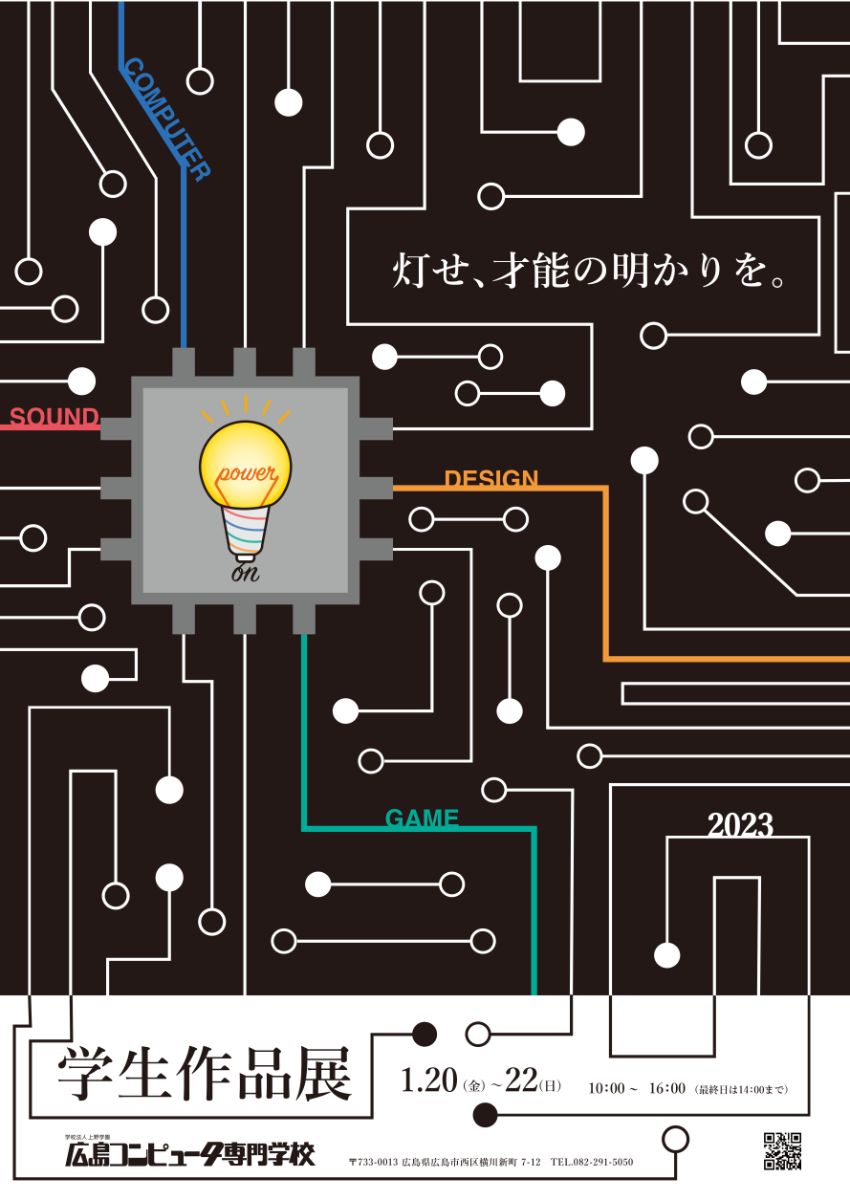 COMPUTER
灯せ、才能の明かりを。
SOUND
power
on
DESIGN
GAME
2023
学生作品展
1.20(金)~22(日)
10:00~ 16:00(最終日は14:00まで)
学校法人上野学園
広島コンピュータ専門学校
〒733-0013 広島県広島市西区横川新町 7-12 TEL.082-291-5050